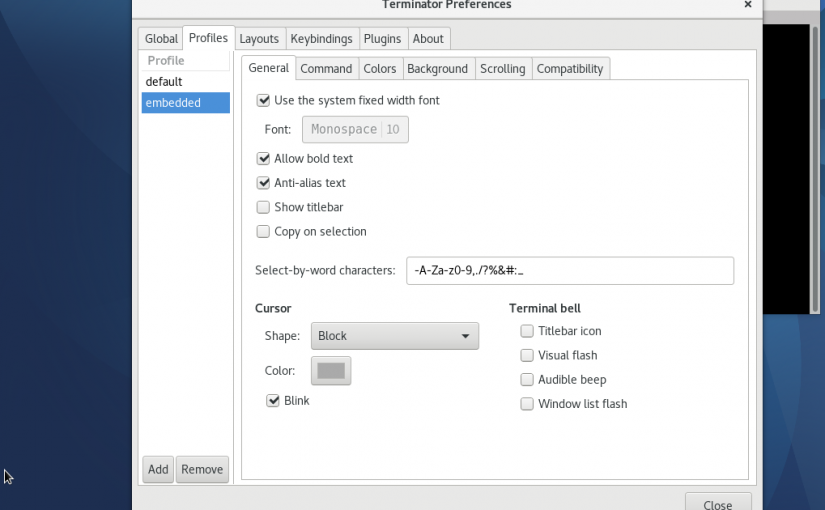 Terminator Preferences ×
Global Profiles Layouts Keybindings Plugins About
Profile
default
embedded
General Command Colors Background Scrolling Compatibility
Use the system fixed width font
Font: Monospace 10
Allow bold text
Anti-alias text
Show titlebar
Copy on selection
Select-by-word characters: -A-Za-z0-9,./?%&#:_
Cursor
Shape: Block
Color:
Blink
Terminal bell
Titlebar icon
Visual flash
Audible beep
Window list flash
Add Remove
Close